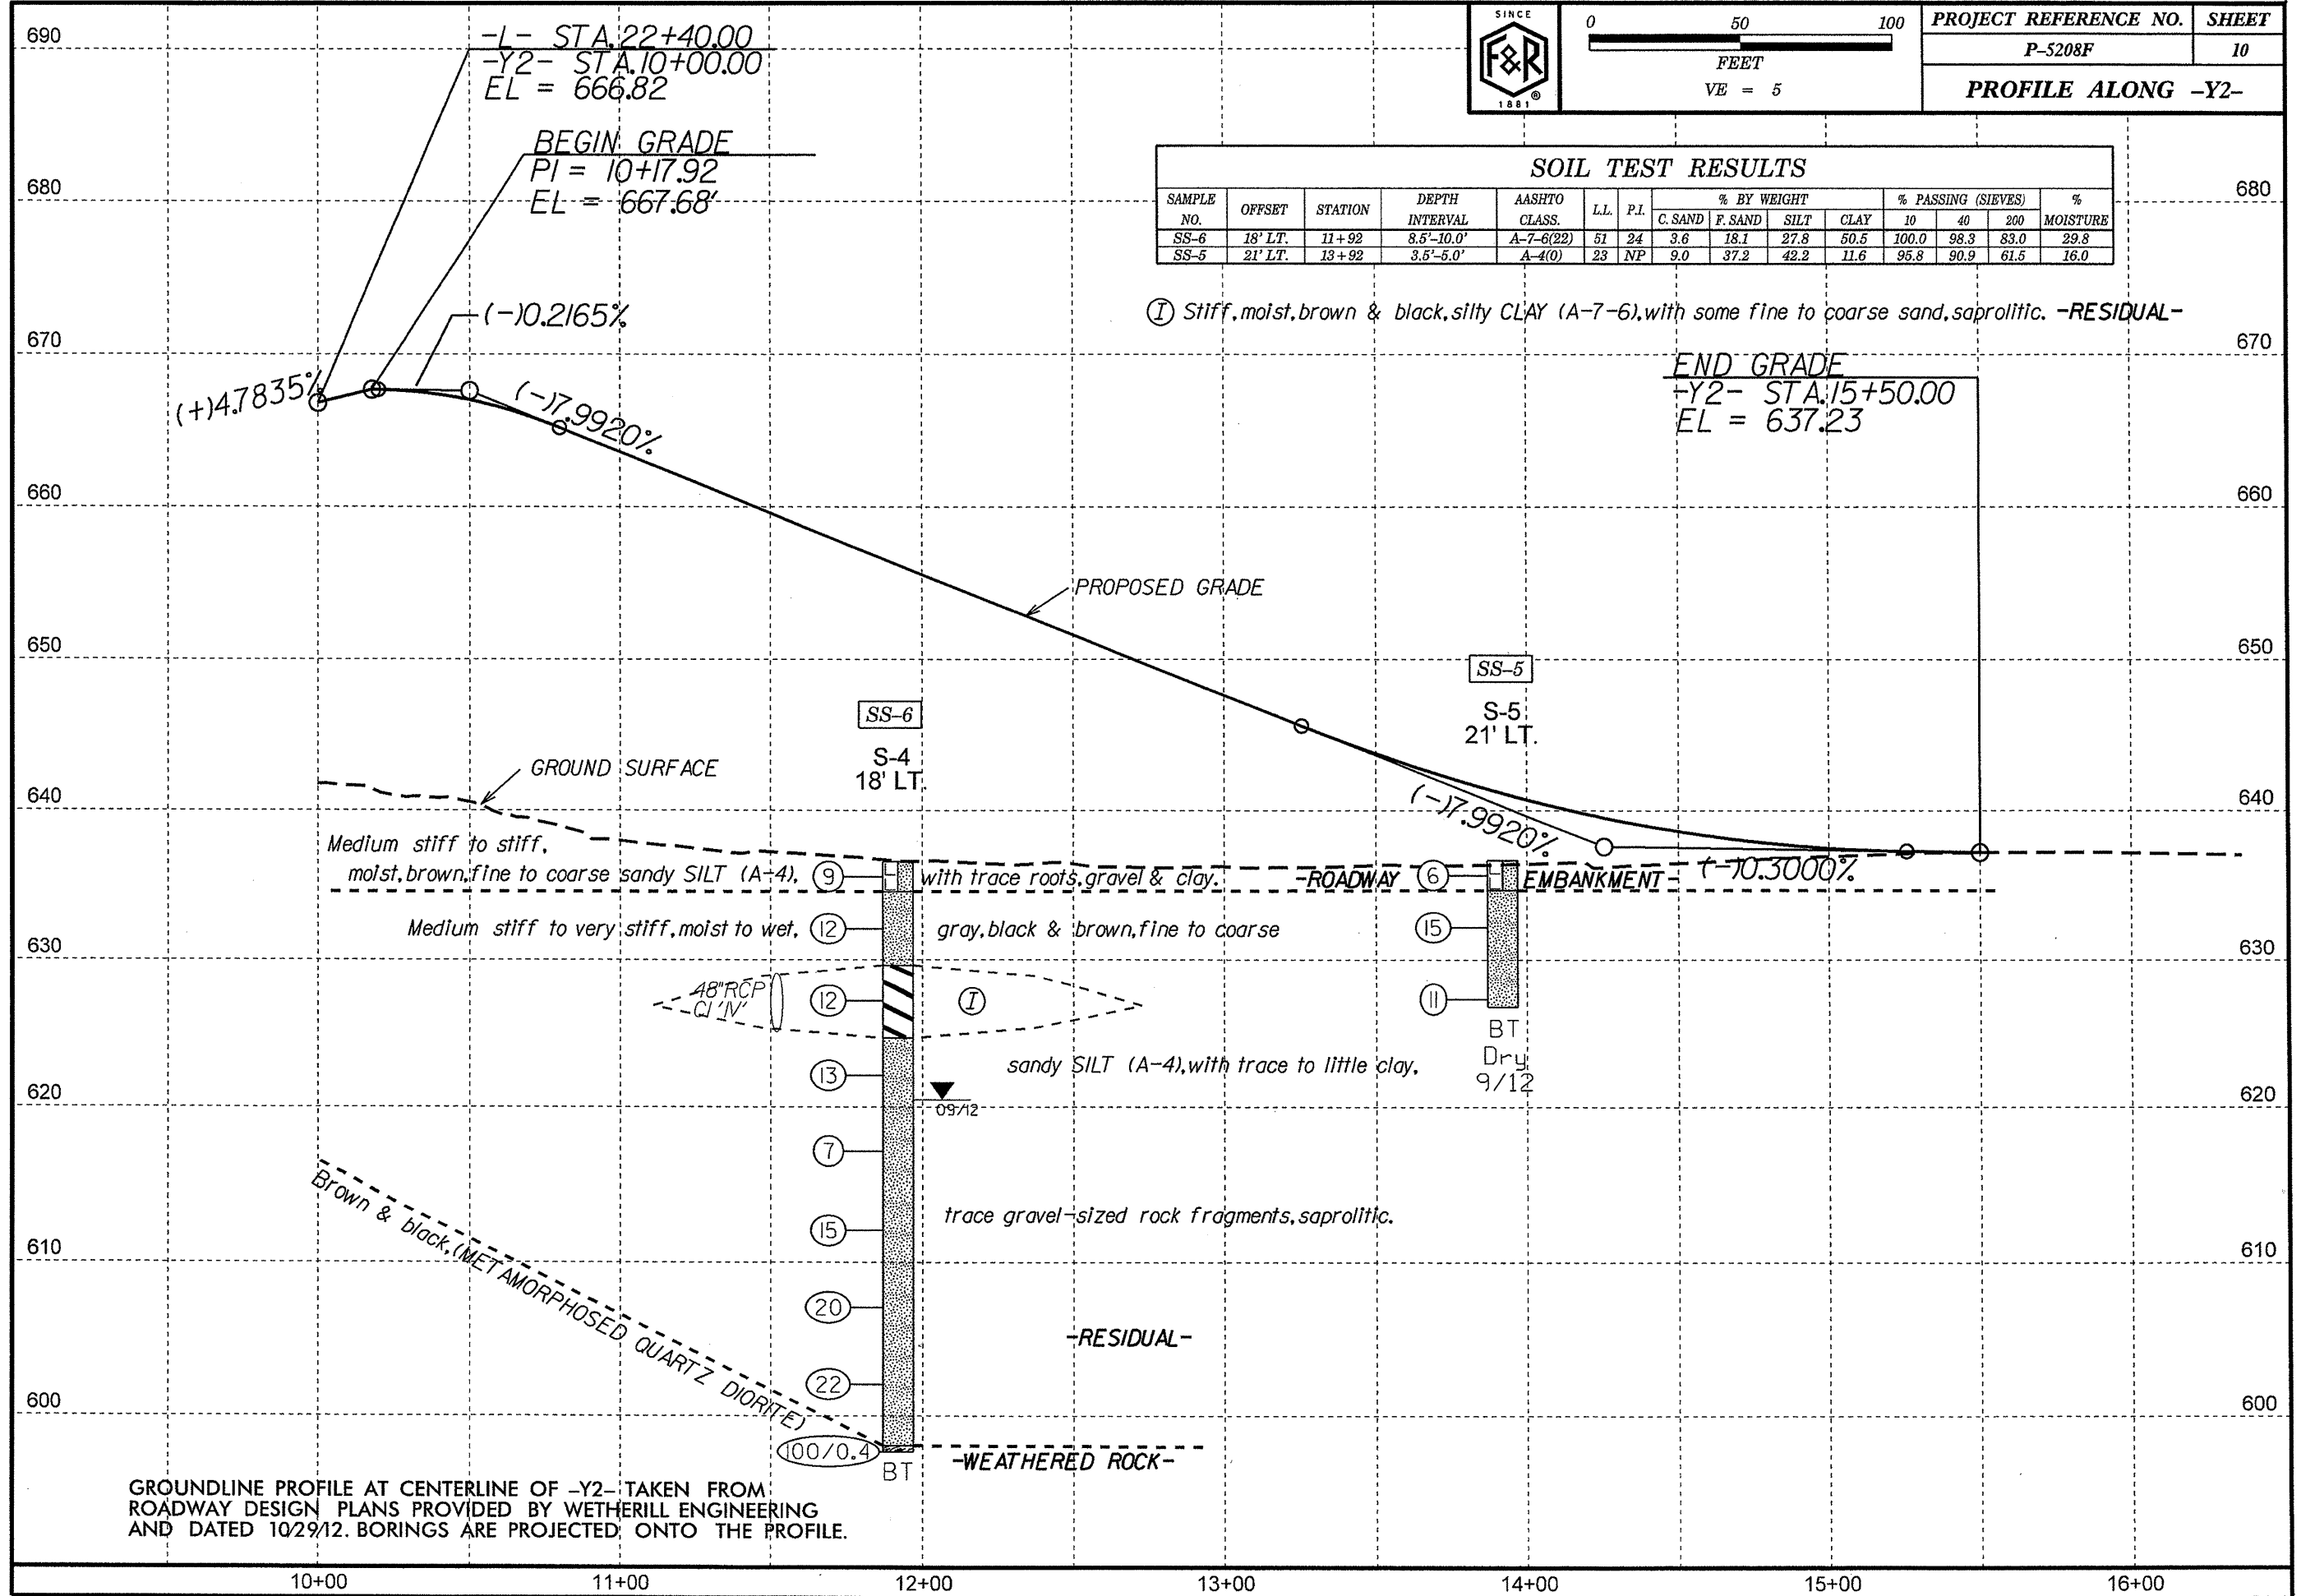 SINCE
F&R
®
1881
0 50 100
FEET
VE = 5
PROJECT REFERENCE NO. SHEET
P-5208F 10
PROFILE ALONG -Y2-
-L- STA.22+40.00
-Y2- STA.10+00.00
EL = 666.82
BEGIN GRADE
PI = 10+17.92
EL = 667.68'
SOIL TEST RESULTS
SAMPLE NO. OFFSET STATION DEPTH INTERVAL AASHTO CLASS. L.L. P.I. % BY WEIGHT % PASSING (SIEVES) % MOISTURE
C. SAND F. SAND SILT CLAY 10 40 200
SS-6 18' LT. 11+92 8.5'-10.0' A-7-6(22) 51 24 3.6 18.1 27.8 50.5 100.0 98.3 83.0 29.8
SS-5 21' LT. 13+92 3.5'-5.0' A-4(0) 23 NP 9.0 37.2 42.2 11.6 95.8 90.9 61.5 16.0
I Stiff, moist, brown & black, silty CLAY (A-7-6), with some fine to coarse sand, saprolitic. -RESIDUAL-
690
680 680
670 670
660 660
650 650
640 640
630 630
620 620
610 610
600 600
(-)0.2165%
(+)4.7835%
(-)7.9920%
END GRADE
-Y2- STA.15+50.00
EL = 637.23
PROPOSED GRADE
SS-5
S-5
21' LT.
SS-6
S-4
18' LT.
GROUND SURFACE
(-)7.9920%
(-)0.3000%
Medium stiff to stiff,
moist, brown, fine to coarse sandy SILT (A-4), 9 with trace roots, gravel & clay. -ROADWAY 6 EMBANKMENT-
Medium stiff to very stiff, moist to wet, 12 gray, black & brown, fine to coarse 15
48"RCP
Cl 'IV'
12 I 11
BT
Dry
9/12
13 sandy SILT (A-4), with trace to little clay,
09/12
7
15 trace gravel-sized rock fragments, saprolitic.
20
-RESIDUAL-
22
Brown & black, (METAMORPHOSED QUARTZ DIORITE)
100/0.4
BT
-WEATHERED ROCK-
GROUNDLINE PROFILE AT CENTERLINE OF -Y2- TAKEN FROM
ROADWAY DESIGN PLANS PROVIDED BY WETHERILL ENGINEERING
AND DATED 10/29/12. BORINGS ARE PROJECTED ONTO THE PROFILE.
10+00 11+00 12+00 13+00 14+00 15+00 16+00